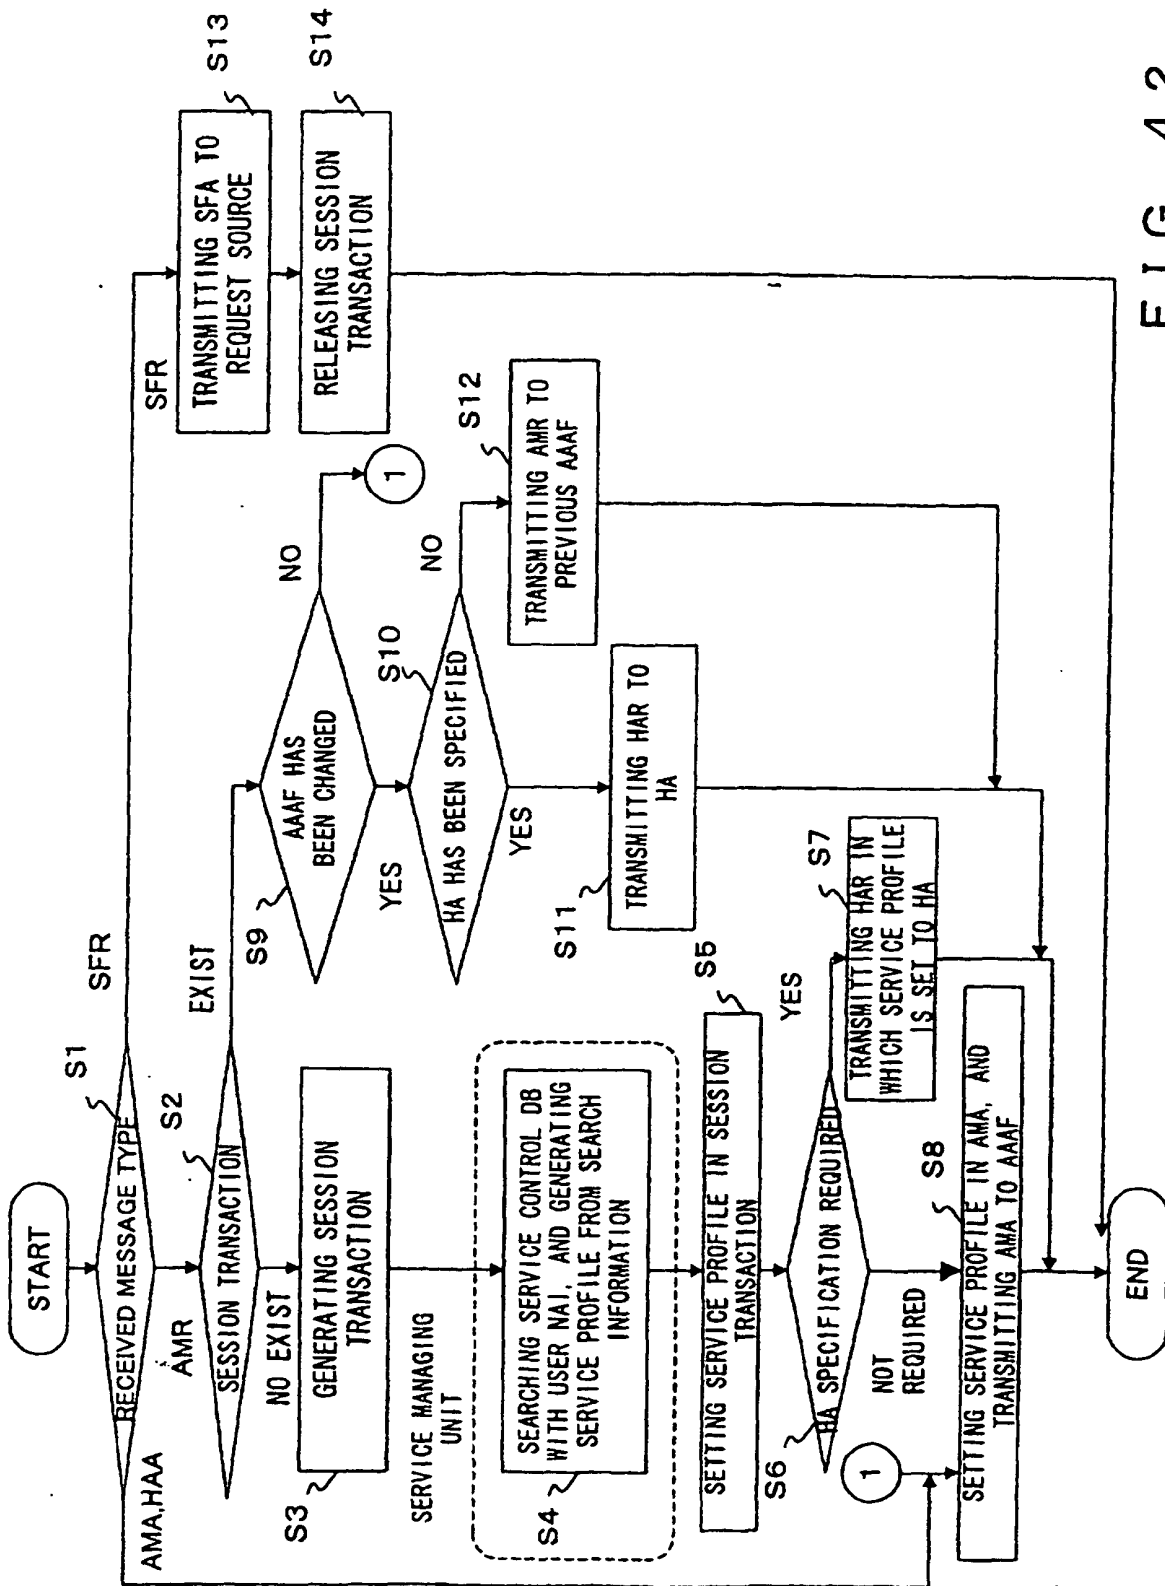 START
S1
RECEIVED MESSAGE TYPE
AMA,HAA
AMR
SFR
S2
SESSION TRANSACTION
EXIST
NO EXIST
S3
GENERATING SESSION
TRANSACTION
SERVICE MANAGING
UNIT
S4
SEARCHING SERVICE CONTROL DB
WITH USER NAI, AND GENERATING
SERVICE PROFILE FROM SEARCH
INFORMATION
S5
SETTING SERVICE PROFILE IN SESSION
TRANSACTION
S6
HA SPECIFICATION REQUIRED
YES
NOT
REQUIRED
S7
TRANSMITTING HAR IN
WHICH SERVICE PROFILE
IS SET TO HA
1
S8
SETTING SERVICE PROFILE IN AMA, AND
TRANSMITTING AMA TO AAAF
END
S9
AAAF HAS
BEEN CHANGED
NO
1
YES
S10
HA HAS BEEN SPECIFIED
NO
YES
S11
TRANSMITTING HAR TO
HA
S12
TRANSMITTING AMR TO
PREVIOUS AAAF
SFR
S13
TRANSMITTING SFA TO
REQUEST SOURCE
S14
RELEASING SESSION
TRANSACTION
FIG. 42